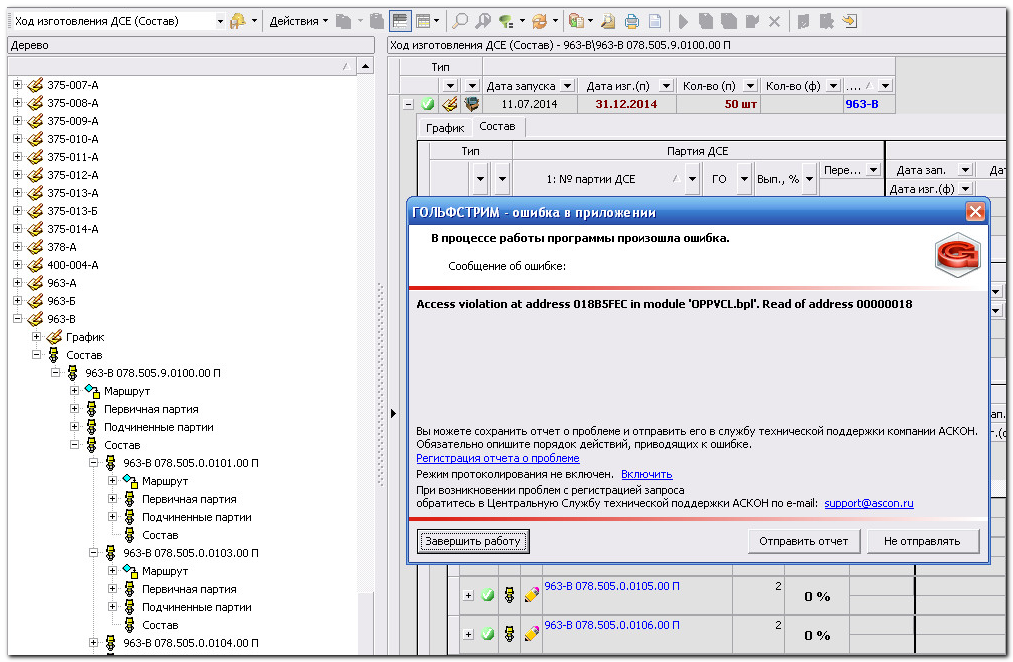 Ход изготовления ДСЕ (Состав)
Действия
Дерево
Ход изготовления ДСЕ (Состав) - 963-В\963-В 078.505.9.0100.00 П
375-007-А
375-008-А
375-009-А
375-010-А
375-011-А
375-012-А
375-013-А
375-013-Б
375-014-А
378-А
400-004-А
963-А
963-Б
963-В
График
Состав
963-В 078.505.9.0100.00 П
Маршрут
Первичная партия
Подчиненные партии
Состав
963-В 078.505.0.0101.00 П
Маршрут
Первичная партия
Подчиненные партии
Состав
963-В 078.505.0.0103.00 П
Маршрут
Первичная партия
Подчиненные партии
Состав
963-В 078.505.0.0104.00 П
Тип
Дата запуска Дата изг.(п) Кол-во (п) Кол-во (ф) ....
11.07.2014 31.12.2014 50 шт 963-В
График Состав
Тип Партия ДСЕ
1: № партии ДСЕ ГО Вып., % Пере... Дата зап. Дат
Дата изг.(ф)
ГОЛЬФСТРИМ - ошибка в приложении
В процессе работы программы произошла ошибка.
Сообщение об ошибке:
Access violation at address 018B5FEC in module 'OPPYCL.bpl'. Read of address 00000018
Вы можете сохранить отчет о проблеме и отправить его в службу технической поддержки компании АСКОН.
Обязательно опишите порядок действий, приводящих к ошибке.
Регистрация отчета о проблеме
Режим протоколирования не включен. Включить
При возникновении проблем с регистрацией запроса
обратитесь в Центральную Службу технической поддержки АСКОН по e-mail: support@ascon.ru
Завершить работу Отправить отчет Не отправлять
963-В 078.505.0.0105.00 П 2 0 %
963-В 078.505.0.0106.00 П 2 0 %